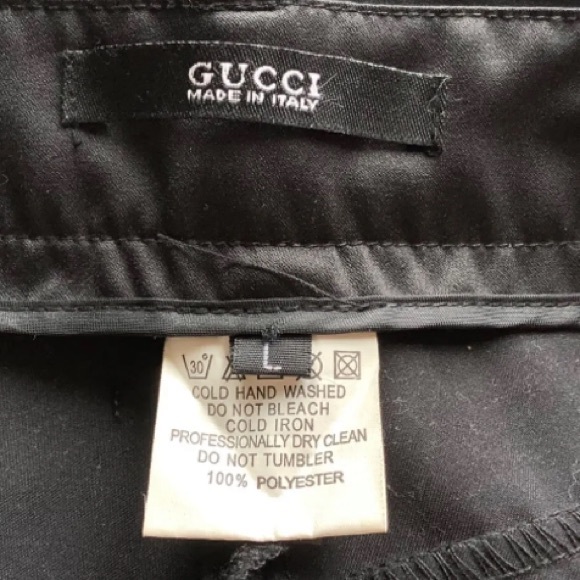 GUCCI
MADE IN ITALY
L
30°
COLD HAND WASHED
DO NOT BLEACH
COLD IRON
PROFESSIONALLY DRY CLEAN
DO NOT TUMBLER
100% POLYESTER